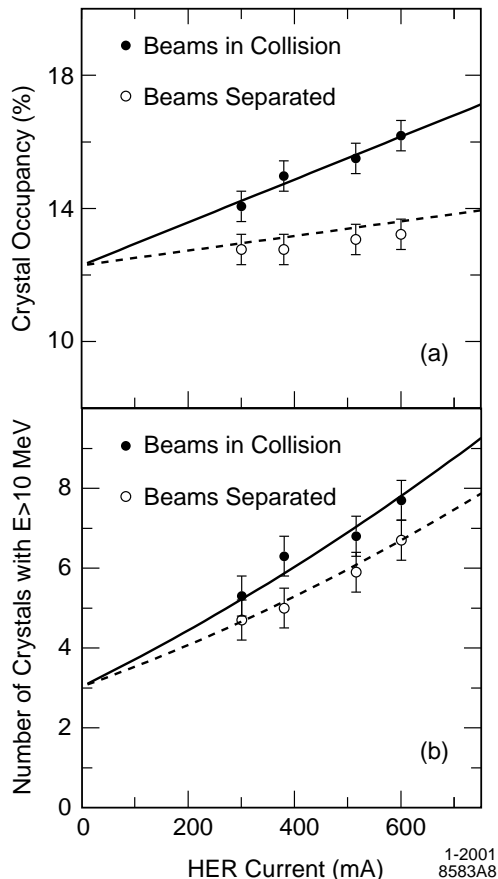 18
14
10
Crystal Occupancy (%)
Beams in Collision
Beams Separated
(a)
8
6
4
2
0
Number of Crystals with E>10 MeV
Beams in Collision
Beams Separated
(b)
0 200 400 600
HER Current (mA)
1-2001
8583A8